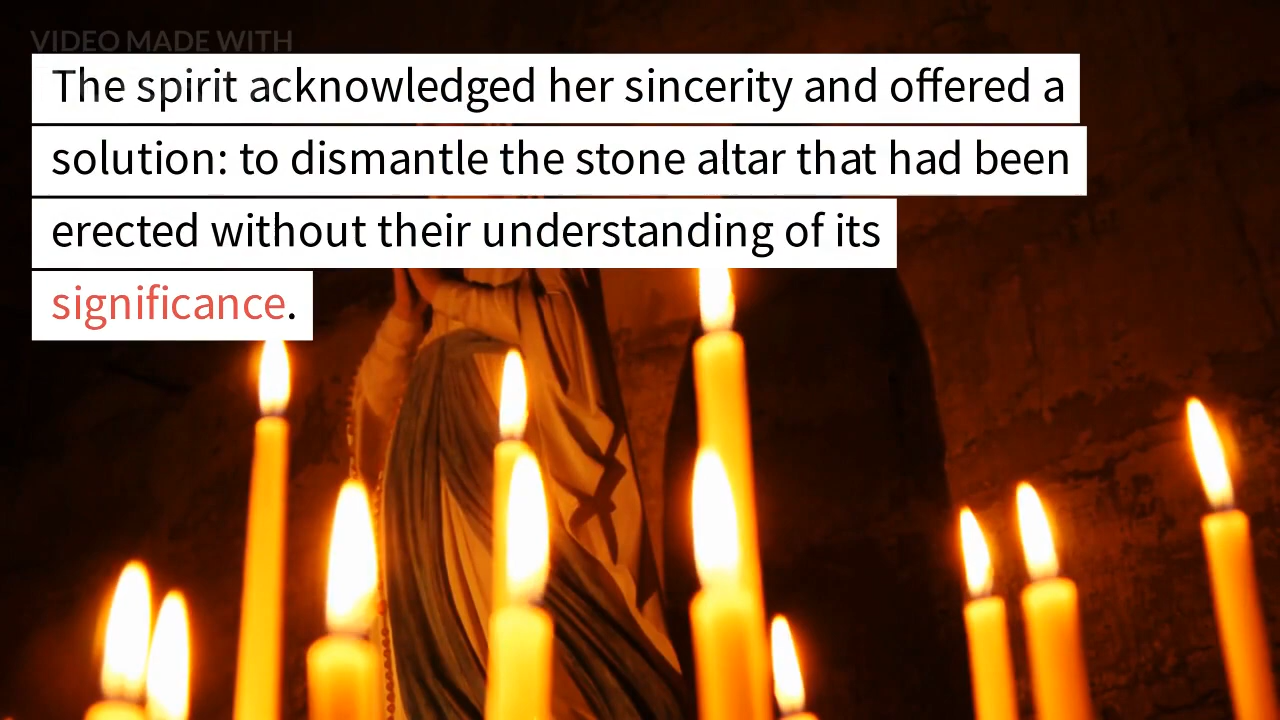 VIDEO MADE WITH
The spirit acknowledged her sincerity and offered a
solution: to dismantle the stone altar that had been
erected without their understanding of its
significance.